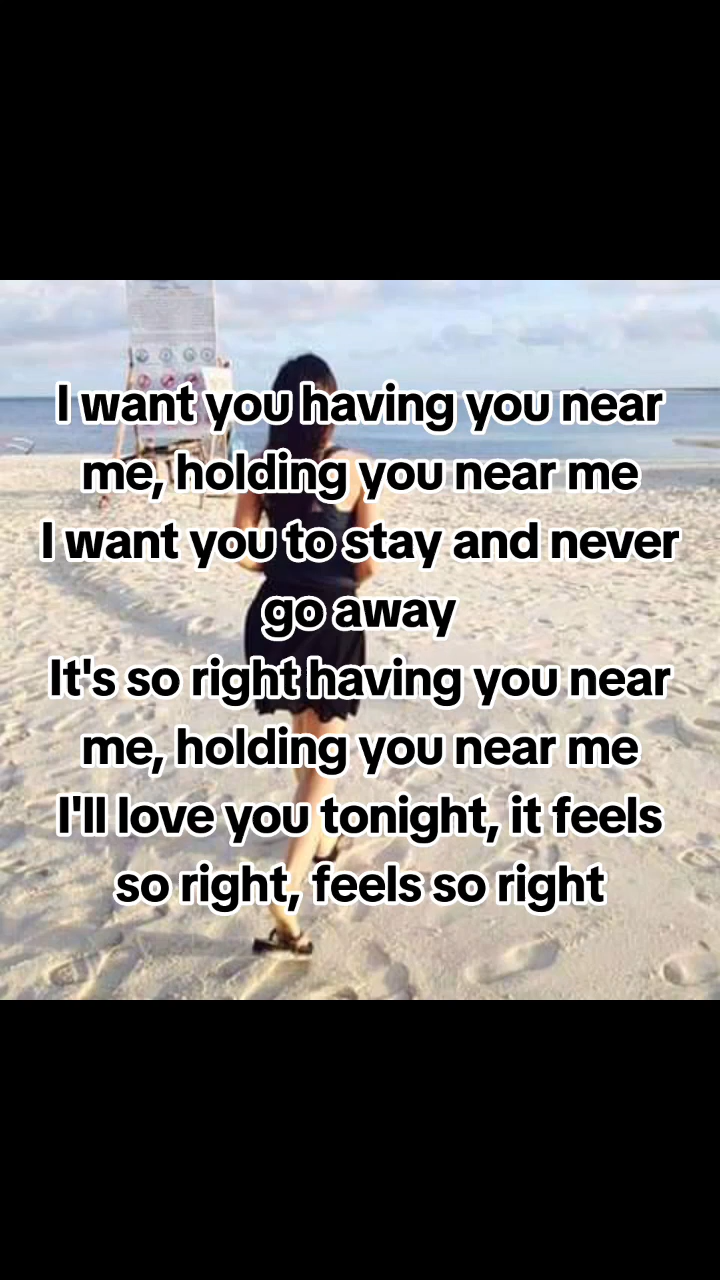 I want you having you near
me, holding you near me
I want you to stay and never
go away
It's so right having you near
me, holding you near me
I'll love you tonight, it feels
so right, feels so right